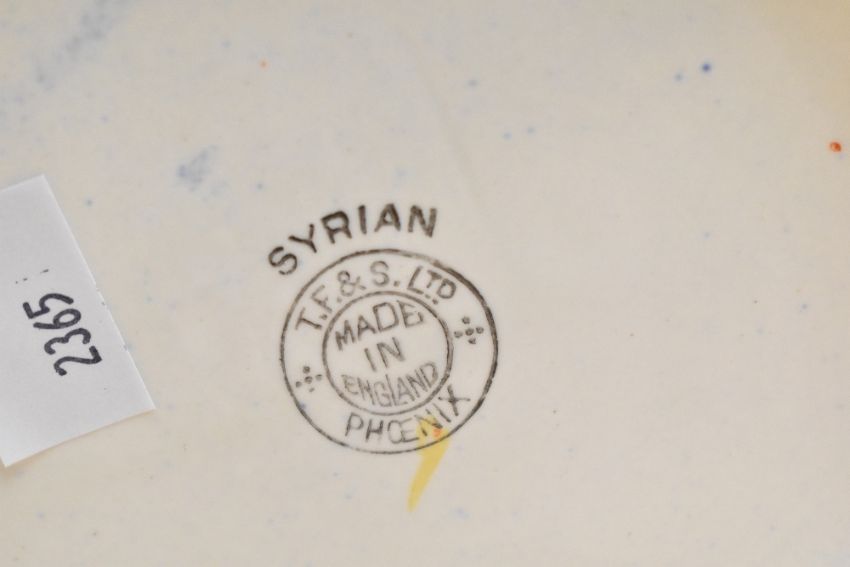 SYRIAN
T.F. & S. LTD
MADE
IN
ENGLAND
PHŒNIX
2365